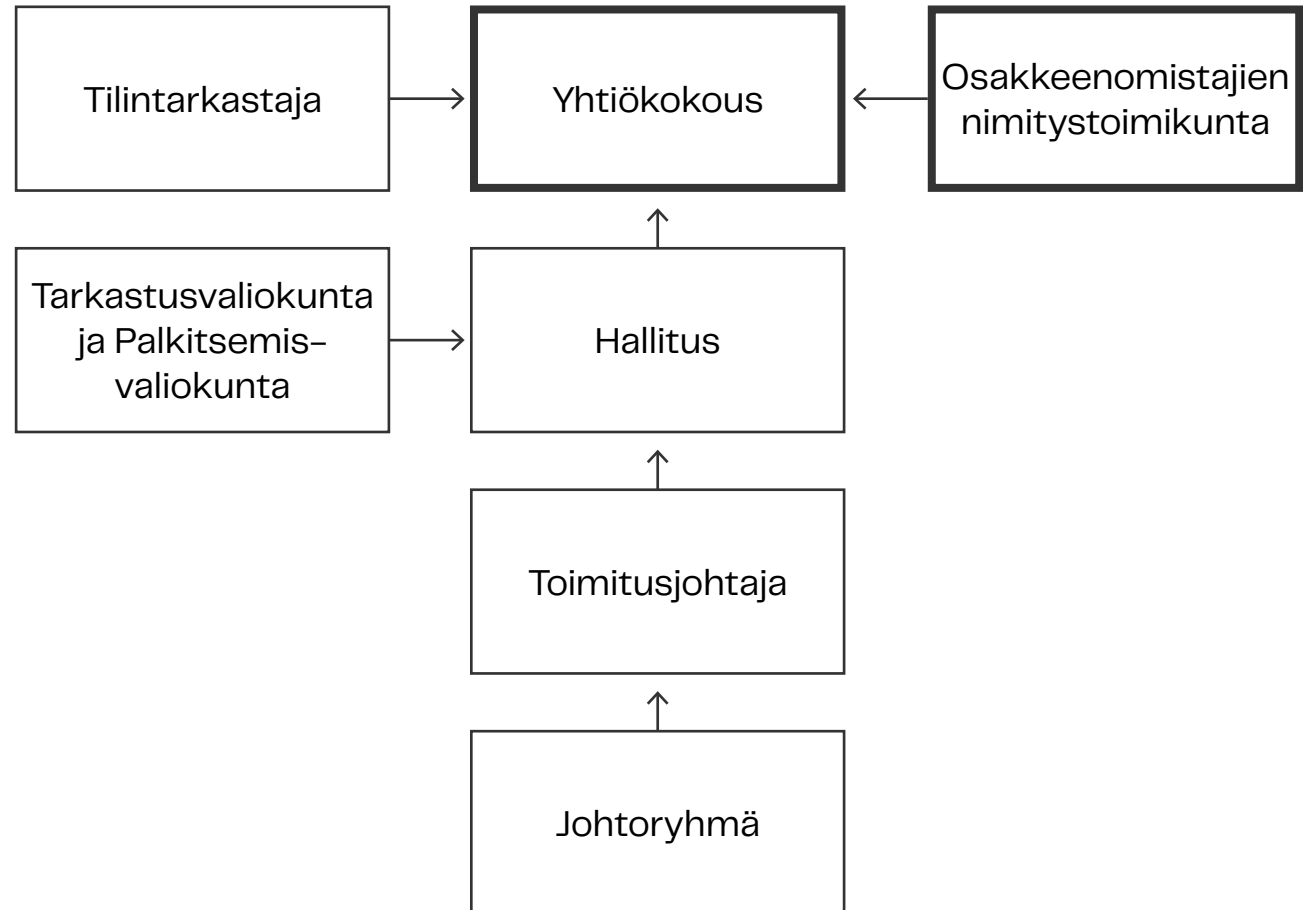 Tilintarkastaja
Yhtiökokous
Osakkeenomistajien
nimitystoimikunta
Tarkastusvaliokunta
ja Palkitsemis-
valiokunta
Hallitus
Toimitusjohtaja
Johtoryhmä